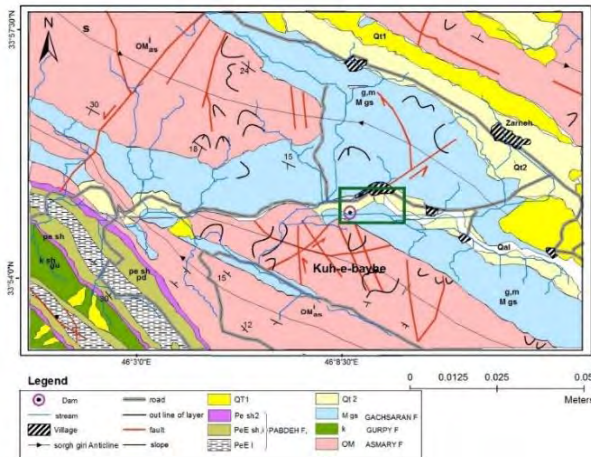 33°57'30"N
33°54'0"N
N
s
OM i as
24
30
18
15
g,m
M gs
Qt1
Zarneh
Qt2
Qal
g,m
M gs
Kuh-e-baybe
pe sh
k sh
gu
pe sh
pd
30
15
12
OM i as
46°3'0"E
46°8'30"E
Legend
Dam
streem
Village
sorgh giri Anticline
road
out line of layer
fault
slope
QT1
Pe sh2
PeE sh,i
PeE l
PABDEH F,
Qt 2
M gs GACHSARAN F
k GURPY F
OM ASMARY F
0 0.0125 0.025 0.05
Meters